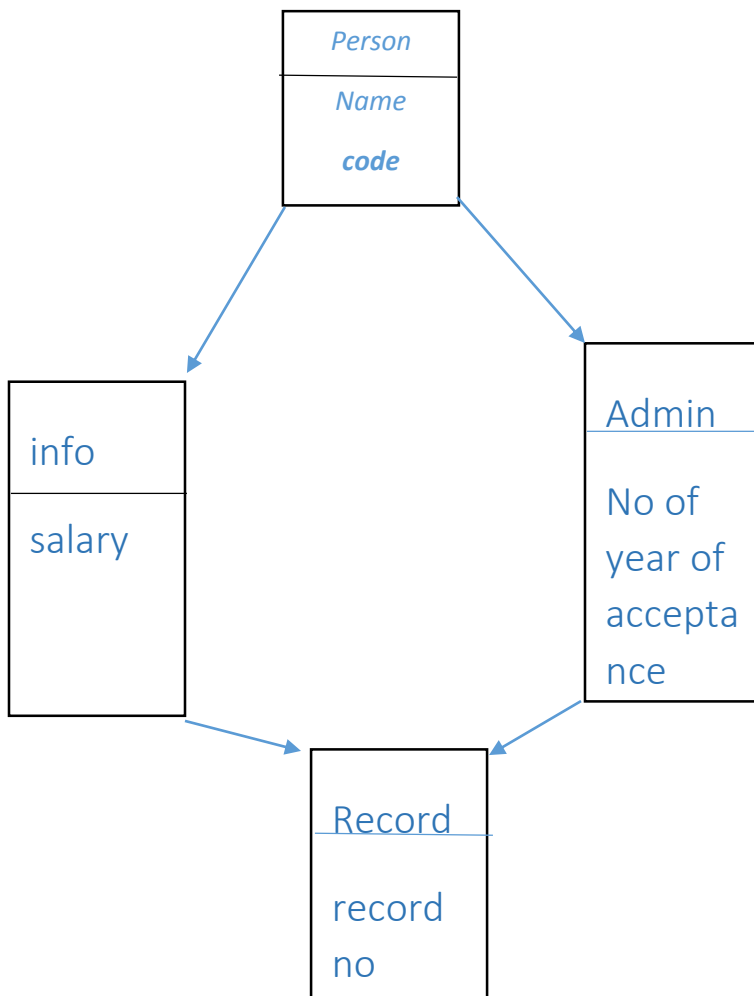 Person
Name
code
info
salary
Admin
No of
year of
accepta
nce
Record
record
no